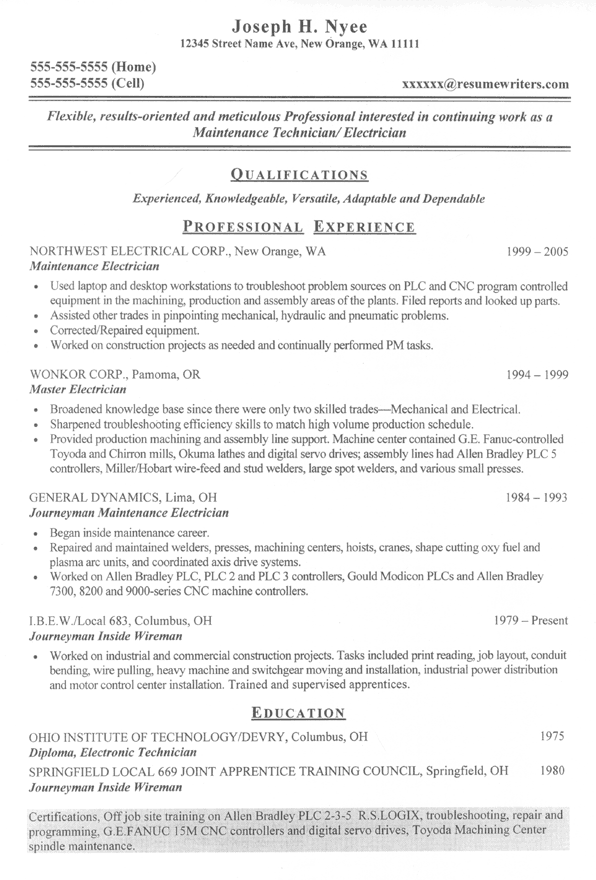 Joseph H. Nyee
12345 Street Name Ave, New Orange, WA 11111
555-555-5555 (Home)
555-555-5555 (Cell)
xxxxxx@resumewriters.com
Flexible, results-oriented and meticulous Professional interested in continuing work as a
Maintenance Technician/ Electrician
QUALIFICATIONS
Experienced, Knowledgeable, Versatile, Adaptable and Dependable
PROFESSIONAL EXPERIENCE
NORTHWEST ELECTRICAL CORP., New Orange, WA 1999 – 2005
Maintenance Electrician
• Used laptop and desktop workstations to troubleshoot problem sources on PLC and CNC program controlled
equipment in the machining, production and assembly areas of the plants. Filed reports and looked up parts.
• Assisted other trades in pinpointing mechanical, hydraulic and pneumatic problems.
• Corrected/Repaired equipment.
• Worked on construction projects as needed and continually performed PM tasks.
WONKOR CORP., Pamoma, OR 1994 – 1999
Master Electrician
• Broadened knowledge base since there were only two skilled trades—Mechanical and Electrical.
• Sharpened troubleshooting efficiency skills to match high volume production schedule.
• Provided production machining and assembly line support. Machine center contained G.E. Fanuc-controlled
Toyoda and Chirron mills, Okuma lathes and digital servo drives; assembly lines had Allen Bradley PLC 5
controllers, Miller/Hobart wire-feed and stud welders, large spot welders, and various small presses.
GENERAL DYNAMICS, Lima, OH 1984 – 1993
Journeyman Maintenance Electrician
• Began inside maintenance career.
• Repaired and maintained welders, presses, machining centers, hoists, cranes, shape cutting oxy fuel and
plasma arc units, and coordinated axis drive systems.
• Worked on Allen Bradley PLC, PLC 2 and PLC 3 controllers, Gould Modicon PLCs and Allen Bradley
7300, 8200 and 9000-series CNC machine controllers.
I.B.E.W./Local 683, Columbus, OH 1979 – Present
Journeyman Inside Wireman
• Worked on industrial and commercial construction projects. Tasks included print reading, job layout, conduit
bending, wire pulling, heavy machine and switchgear moving and installation, industrial power distribution
and motor control center installation. Trained and supervised apprentices.
EDUCATION
OHIO INSTITUTE OF TECHNOLOGY/DEVRY, Columbus, OH 1975
Diploma, Electronic Technician
SPRINGFIELD LOCAL 669 JOINT APPRENTICE TRAINING COUNCIL, Springfield, OH 1980
Journeyman Inside Wireman
Certifications, Off job site training on Allen Bradley PLC 2-3-5 R.S.LOGIX, troubleshooting, repair and
programming, G.E.FANUC 15M CNC controllers and digital servo drives, Toyoda Machining Center
spindle maintenance.